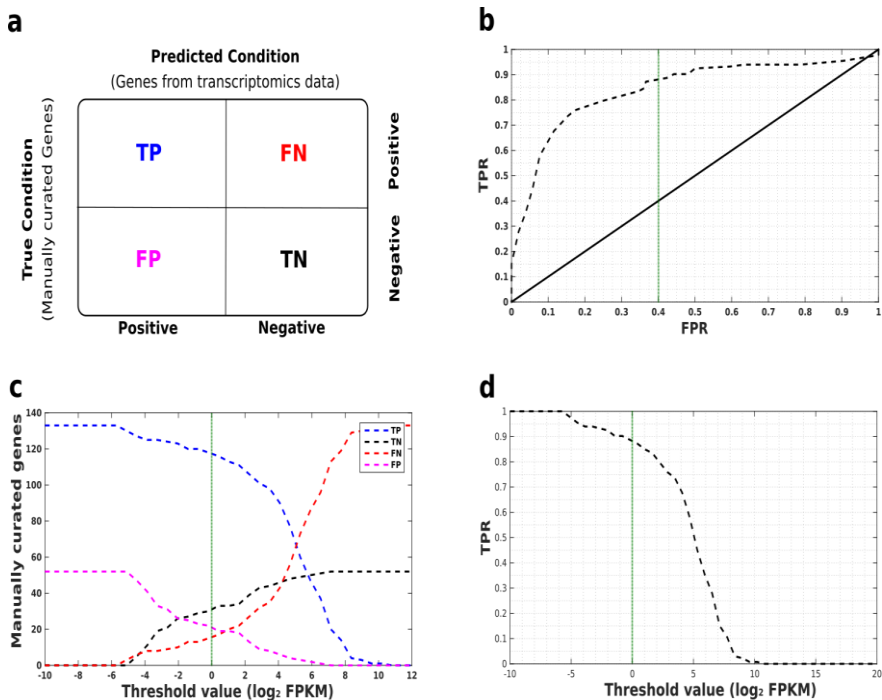 a
Predicted Condition
(Genes from transcriptomics data)
True Condition
(Manually curated Genes)
TP
FN
Positive
FP
TN
Negative
Positive
Negative
b
1
0.9
0.8
0.7
0.6
0.5
0.4
0.3
0.2
0.1
0
TPR
0
0.1
0.2
0.3
0.4
0.5
0.6
0.7
0.8
0.9
1
FPR
c
140
120
100
80
60
40
20
0
Manually curated genes
TP
TN
FN
FP
-10
-8
-6
-4
-2
0
2
4
6
8
10
12
Threshold value (log₂ FPKM)
d
1
0.9
0.8
0.7
0.6
0.5
0.4
0.3
0.2
0.1
0
TPR
-10
-5
0
5
10
15
20
Threshold value (log₂ FPKM)